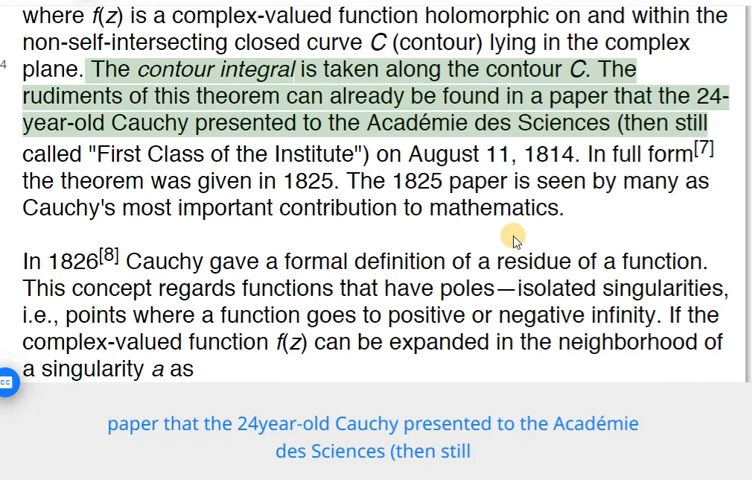 where f(z) is a complex-valued function holomorphic on and within the
non-self-intersecting closed curve C (contour) lying in the complex
4
plane. The contour integral is taken along the contour C. The
rudiments of this theorem can already be found in a paper that the 24-
year-old Cauchy presented to the Académie des Sciences (then still
called "First Class of the Institute") on August 11, 1814. In full form[7]
the theorem was given in 1825. The 1825 paper is seen by many as
Cauchy's most important contribution to mathematics.
In 1826[8] Cauchy gave a formal definition of a residue of a function.
This concept regards functions that have poles—isolated singularities,
i.e., points where a function goes to positive or negative infinity. If the
complex-valued function f(z) can be expanded in the neighborhood of
a singularity a as
CC
paper that the 24year-old Cauchy presented to the Académie
des Sciences (then still